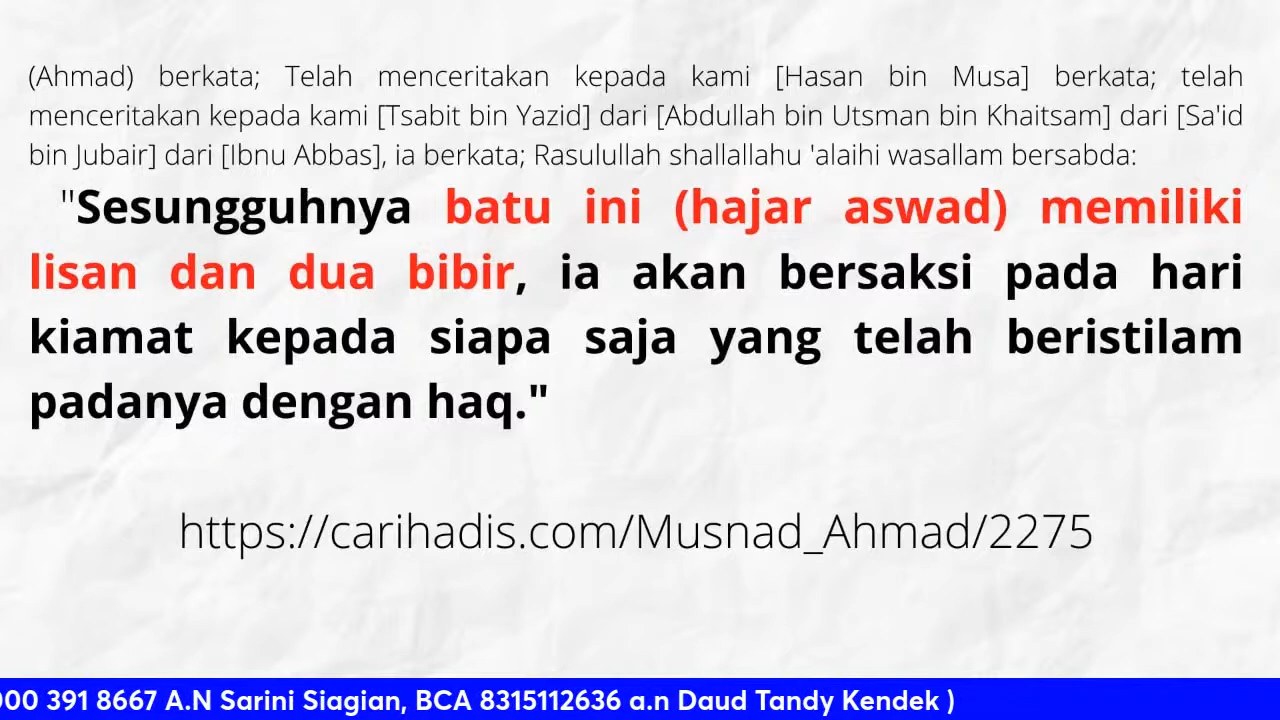 (Ahmad) berkata; Telah menceritakan kepada kami [Hasan bin Musa] berkata; telah
menceritakan kepada kami [Tsabit bin Yazid] dari [Abdullah bin Utsman bin Khaitsam] dari [Sa'id
bin Jubair] dari [Ibnu Abbas], ia berkata; Rasulullah shallallahu 'alaihi wasallam bersabda:
"Sesungguhnya batu ini (hajar aswad) memiliki
lisan dan dua bibir, ia akan bersaksi pada hari
kiamat kepada siapa saja yang telah beristilam
padanya dengan haq."
https://carihadis.com/Musnad_Ahmad/2275
00 391 8667 A.N Sarini Siagian, BCA 8315112636 a.n Daud Tandy Kendek )